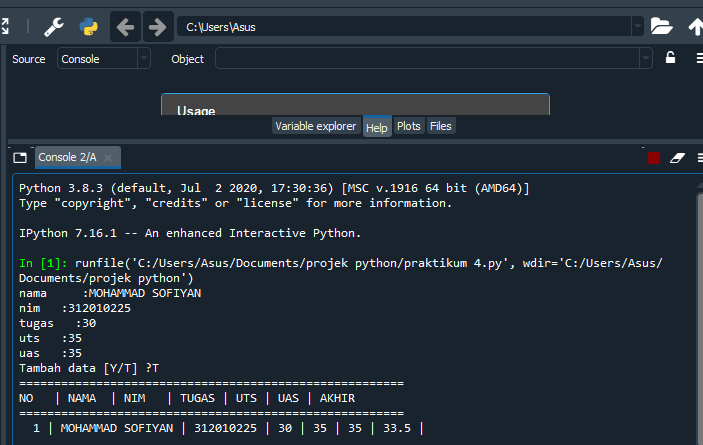 C:\Users\Asus
Source Console Object
Usage
Variable explorer Help Plots Files
Console 2/A
Python 3.8.3 (default, Jul  2 2020, 17:30:36) [MSC v.1916 64 bit (AMD64)]
Type "copyright", "credits" or "license" for more information.
IPython 7.16.1 -- An enhanced Interactive Python.
In [1]: runfile('C:/Users/Asus/Documents/projek python/praktikum 4.py', wdir='C:/Users/Asus/
Documents/projek python')
nama     :MOHAMMAD SOFIYAN
nim   :312010225
tugas   :30
uts   :35
uas   :35
Tambah data [Y/T] ?T
======================================================
NO   | NAMA  | NIM   | TUGAS | UTS | UAS | AKHIR
======================================================
  1 | MOHAMMAD SOFIYAN | 312010225 | 30 | 35 | 35 | 33.5 |